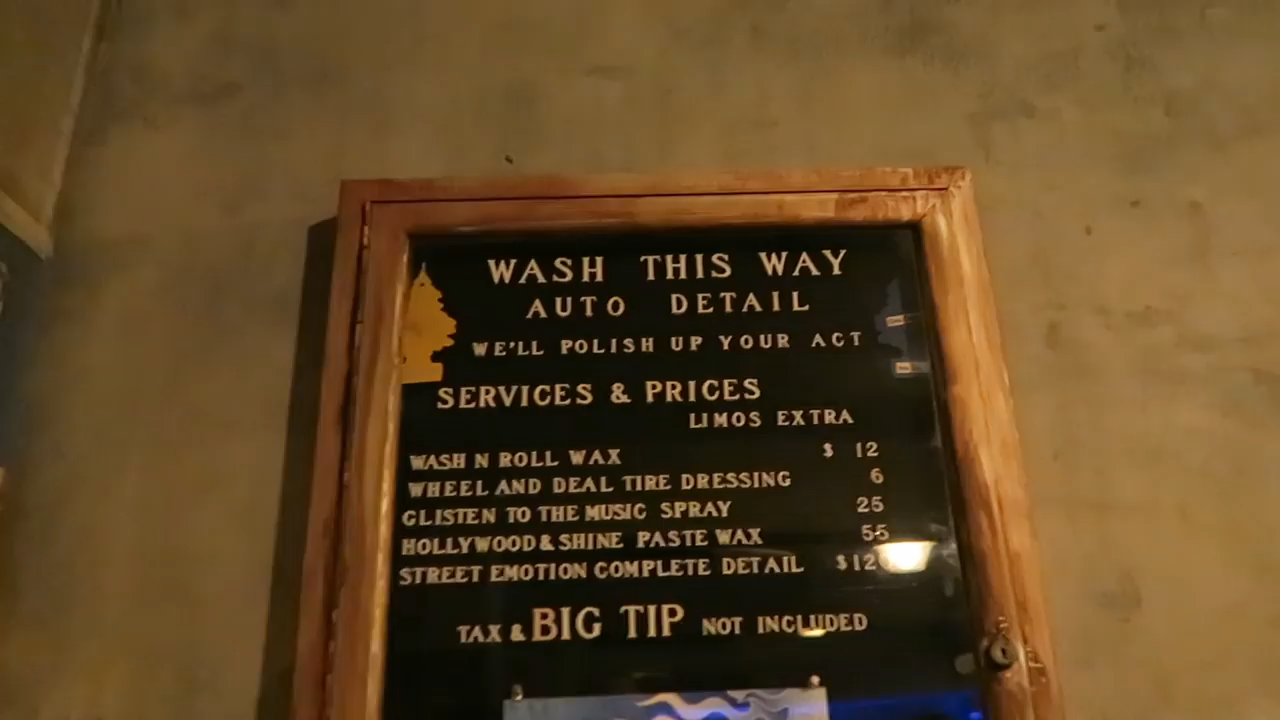 WASH THIS WAY
AUTO DETAIL
WE'LL POLISH UP YOUR ACT
SERVICES & PRICES
LIMOS EXTRA
WASH N ROLL WAX $ 12
WHEEL AND DEAL TIRE DRESSING 6
GLISTEN TO THE MUSIC SPRAY 25
HOLLYWOOD & SHINE PASTE WAX 55
STREET EMOTION COMPLETE DETAIL
TAX & BIG TIP NOT INCLUDED